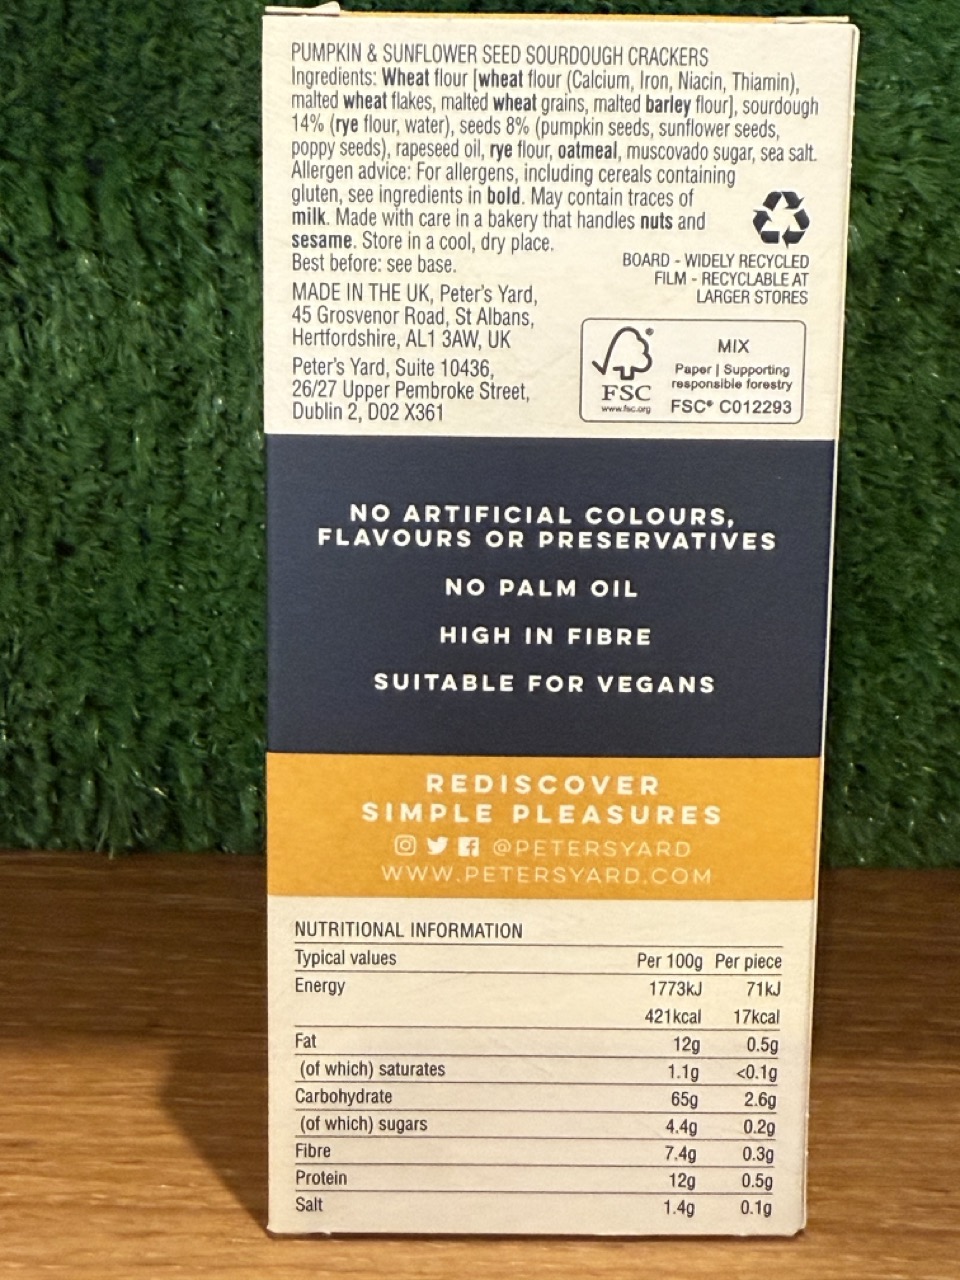 PUMPKIN & SUNFLOWER SEED SOURDOUGH CRACKERS
Ingredients: Wheat flour [wheat flour (Calcium, Iron, Niacin, Thiamin),
malted wheat flakes, malted wheat grains, malted barley flour], sourdough
14% (rye flour, water), seeds 8% (pumpkin seeds, sunflower seeds,
poppy seeds), rapeseed oil, rye flour, oatmeal, muscovado sugar, sea salt.
Allergen advice: For allergens, including cereals containing
gluten, see ingredients in bold. May contain traces of
milk. Made with care in a bakery that handles nuts and
sesame. Store in a cool, dry place.
Best before: see base.
BOARD - WIDELY RECYCLED
FILM - RECYCLABLE AT
LARGER STORES
MADE IN THE UK, Peter's Yard,
45 Grosvenor Road, St Albans,
Hertfordshire, AL1 3AW, UK
Peter's Yard, Suite 10436,
26/27 Upper Pembroke Street,
Dublin 2, D02 X361
FSC
www.fsc.org
MIX
Paper | Supporting
responsible forestry
FSC® C012293
NO ARTIFICIAL COLOURS,
FLAVOURS OR PRESERVATIVES
NO PALM OIL
HIGH IN FIBRE
SUITABLE FOR VEGANS
REDISCOVER
SIMPLE PLEASURES
@PETERSYARD
WWW.PETERSYARD.COM
NUTRITIONAL INFORMATION
Typical values Per 100g Per piece
Energy 1773kJ 71kJ
421kcal 17kcal
Fat 12g 0.5g
(of which) saturates 1.1g <0.1g
Carbohydrate 65g 2.6g
(of which) sugars 4.4g 0.2g
Fibre 7.4g 0.3g
Protein 12g 0.5g
Salt 1.4g 0.1g